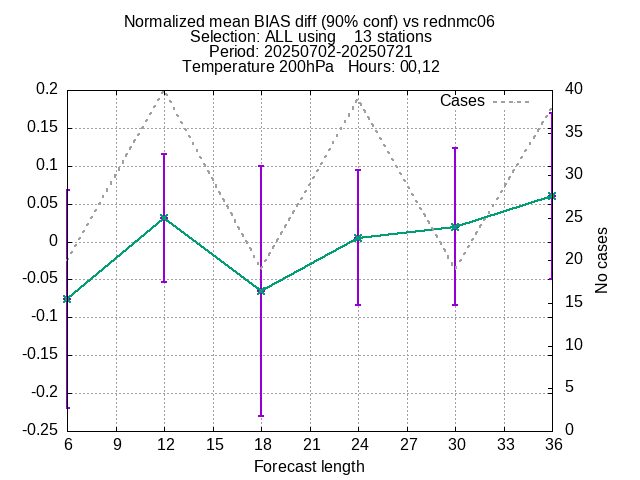 Normalized mean BIAS diff (90% conf) vs rednmc06
Selection: ALL using    13 stations
Period: 20250702-20250721
Temperature 200hPa   Hours: 00,12
Cases
0.2
0.15
0.1
0.05
0
-0.05
-0.1
-0.15
-0.2
-0.25
40
35
30
25
20
15
10
5
0
No cases
6 9 12 15 18 21 24 27 30 33 36
Forecast length